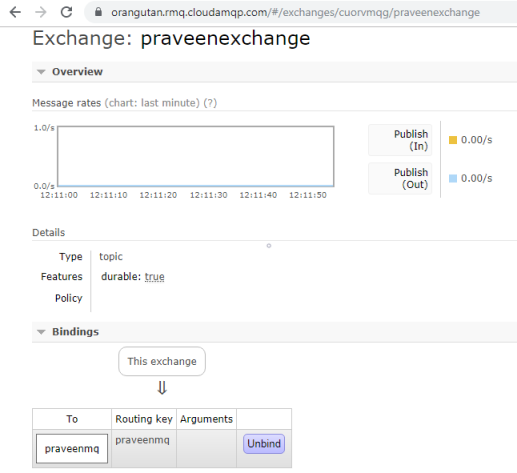 orangutan.rmq.cloudamqp.com/#/exchanges/cuorvmqg/praveenexchange
Exchange: praveenexchange
Overview
Message rates (chart: last minute) (?)
1.0/s
0.0/s
12:11:00 12:11:10 12:11:20 12:11:30 12:11:40 12:11:50
Publish
(In)
0.00/s
Publish
(Out)
0.00/s
Details
Type topic
Features durable: true
Policy
Bindings
This exchange
⇓
To Routing key Arguments
praveenmq praveenmq Unbind